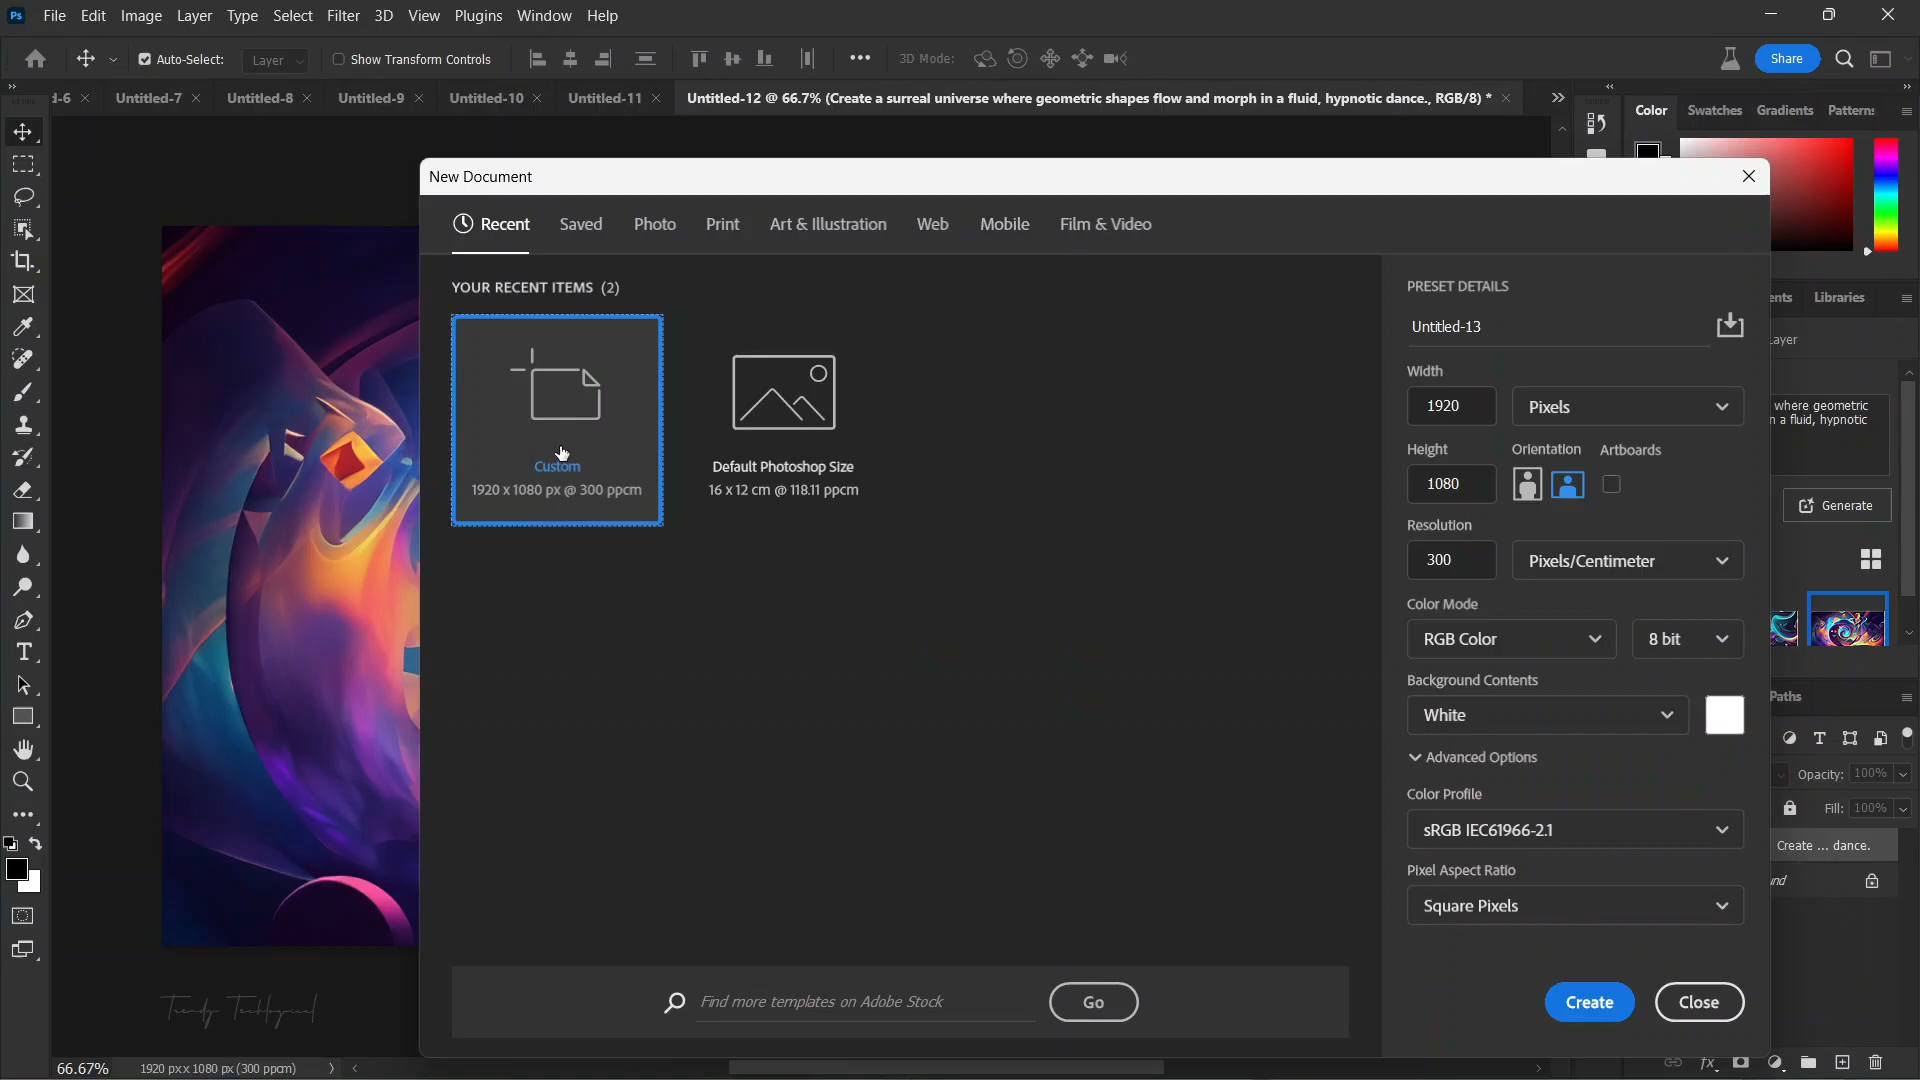 Ps File Edit Image Layer Type Select Filter 3D View Plugins Window Help
Auto-Select: Layer Show Transform Controls 3D Mode: Share
d-6 Untitled-7 Untitled-8 Untitled-9 Untitled-10 Untitled-11 Untitled-12 @ 66.7% (Create a surreal universe where geometric shapes flow and morph in a fluid, hypnotic dance., RGB/8) *
Color Swatches Gradients Patterns
New Document
Recent Saved Photo Print Art & Illustration Web Mobile Film & Video
YOUR RECENT ITEMS (2)
Custom
1920 x 1080 px @ 300 ppcm
Default Photoshop Size
16 x 12 cm @ 118.11 ppcm
Find more templates on Adobe Stock
Go
PRESET DETAILS
Untitled-13
Width
1920 Pixels
Height Orientation Artboards
1080
Resolution
300 Pixels/Centimeter
Color Mode
RGB Color 8 bit
Background Contents
White
Advanced Options
Color Profile
sRGB IEC61966-2.1
Pixel Aspect Ratio
Square Pixels
Create Close
ents Libraries
Layer
where geometric
n a fluid, hypnotic
Generate
Paths
Opacity: 100%
Fill: 100%
Create ... dance.
und
66.67% 1920 px x 1080 px (300 ppcm)